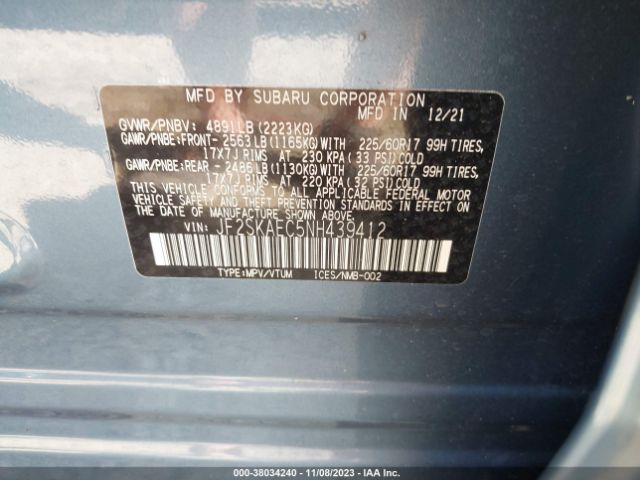 MFD BY SUBARU CORPORATION
MFD IN 12/21
GVWR/PNBV: 4891LB(2223KG)
GAWR/PNBE:FRONT- 2563LB(1165KG)WITH 225/60R17 99H TIRES,
17X7J RIMS AT 230 KPA(33 PSI)COLD
GAWR/PNBE:REAR - 2486LB(1130KG)WITH 225/60R17 99H TIRES,
17X7J RIMS AT 220 KPA(32 PSI)COLD
THIS VEHICLE CONFORMS TO ALL APPLICABLE FEDERAL MOTOR
VEHICLE SAFETY AND THEFT PREVENTION STANDARDS IN EFFECT
ON THE DATE OF MANUFACTURE SHOWN ABOVE.
VIN: JF2SKAEC5NH439412
TYPE:MPV/VTUM ICES/NMB-002
000-38034240 - 11/08/2023 - IAA Inc.